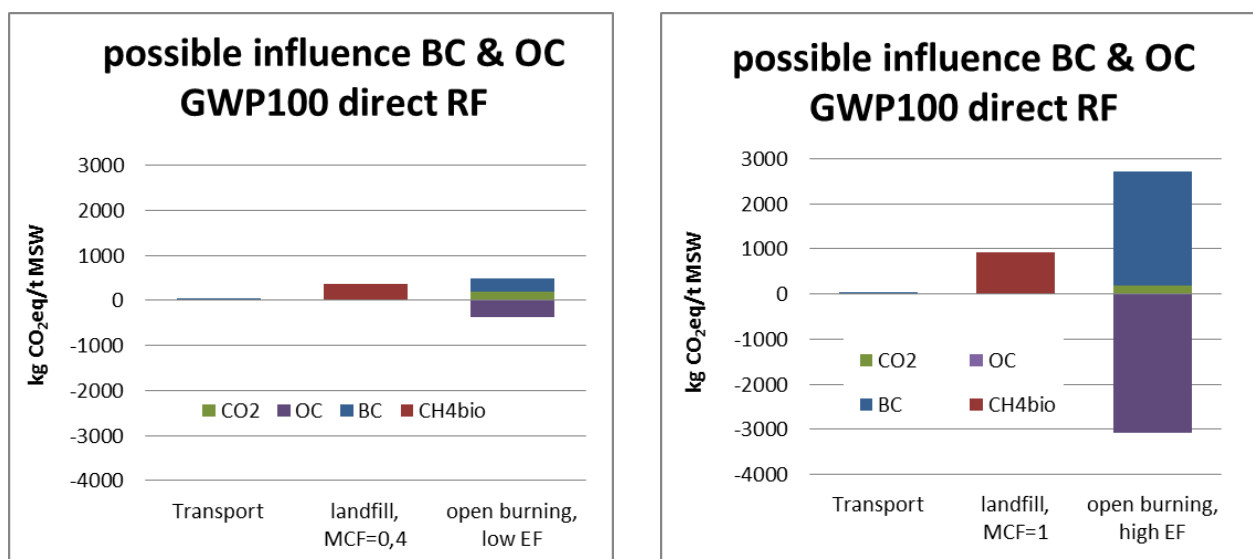 possible influence BC & OC
GWP100 direct RF
kg CO₂eq/t MSW
3000
2000
1000
0
-1000
-2000
-3000
-4000
CO2 OC BC CH4bio
Transport
landfill,
MCF=0,4
open burning,
low EF
possible influence BC & OC
GWP100 direct RF
kg CO₂eq/t MSW
3000
2000
1000
0
-1000
-2000
-3000
-4000
CO2 OC
BC CH4bio
Transport
landfill,
MCF=1
open burning,
high EF